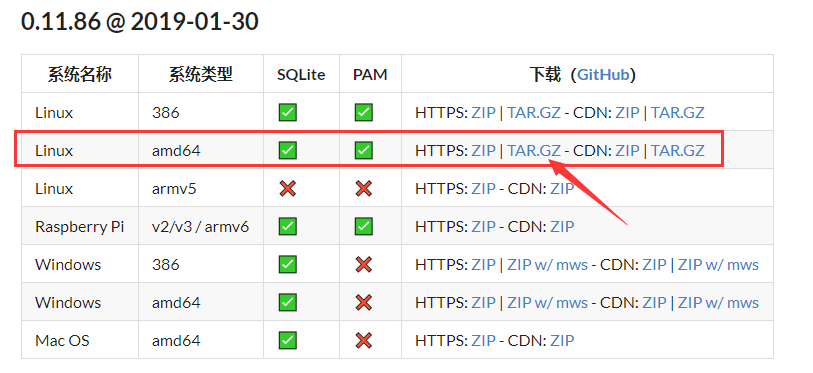 0.11.86 @ 2019-01-30
系统名称 系统类型 SQLite PAM 下载（GitHub）
Linux 386 HTTPS: ZIP | TAR.GZ - CDN: ZIP | TAR.GZ
Linux amd64 HTTPS: ZIP | TAR.GZ - CDN: ZIP | TAR.GZ
Linux armv5 HTTPS: ZIP - CDN: ZIP
Raspberry Pi v2/v3 / armv6 HTTPS: ZIP - CDN: ZIP
Windows 386 HTTPS: ZIP | ZIP w/ mws - CDN: ZIP | ZIP w/ mws
Windows amd64 HTTPS: ZIP | ZIP w/ mws - CDN: ZIP | ZIP w/ mws
Mac OS amd64 HTTPS: ZIP - CDN: ZIP